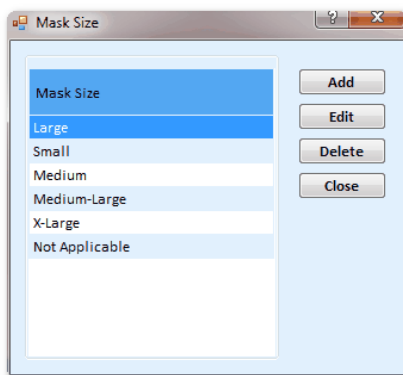 Mask Size
? X
Mask Size
Large
Small
Medium
Medium-Large
X-Large
Not Applicable
Add
Edit
Delete
Close